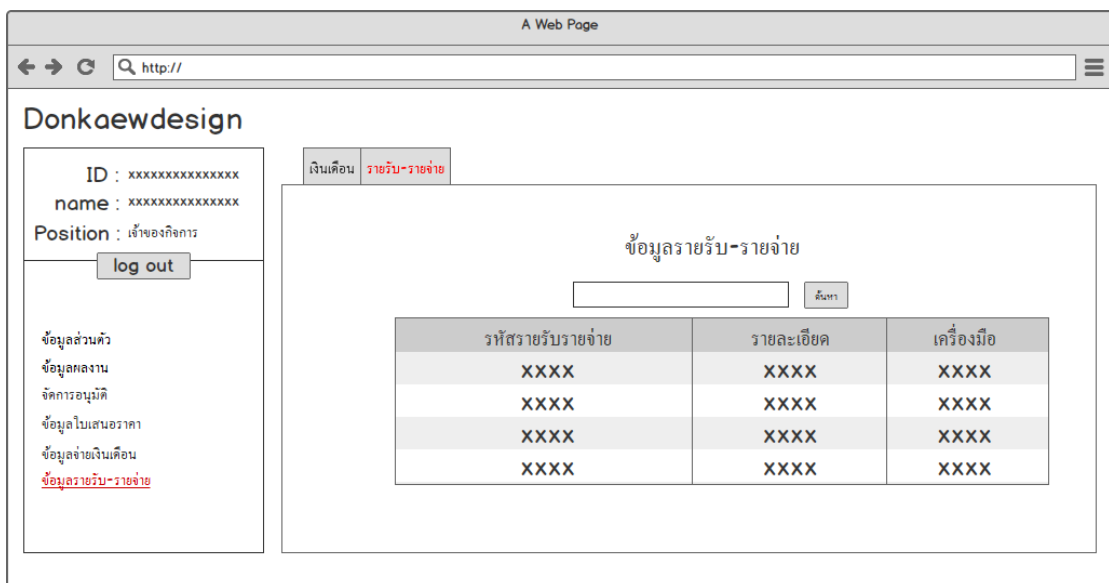 A Web Page
http://
Donkaewdesign
ID : xxxxxxxxxxxxxxx
name : xxxxxxxxxxxxxxx
Position : เจ้าของกิจการ
log out
ข้อมูลส่วนตัว
ข้อมูลผลงาน
จัดการอนุมัติ
ข้อมูลใบเสนอราคา
ข้อมูลจ่ายเงินเดือน
ข้อมูลรายรับ-รายจ่าย
เงินเดือน รายรับ-รายจ่าย
ข้อมูลรายรับ-รายจ่าย
ค้นหา
รหัสรายรับรายจ่าย รายละเอียด เครื่องมือ
XXXX XXXX XXXX
XXXX XXXX XXXX
XXXX XXXX XXXX
XXXX XXXX XXXX